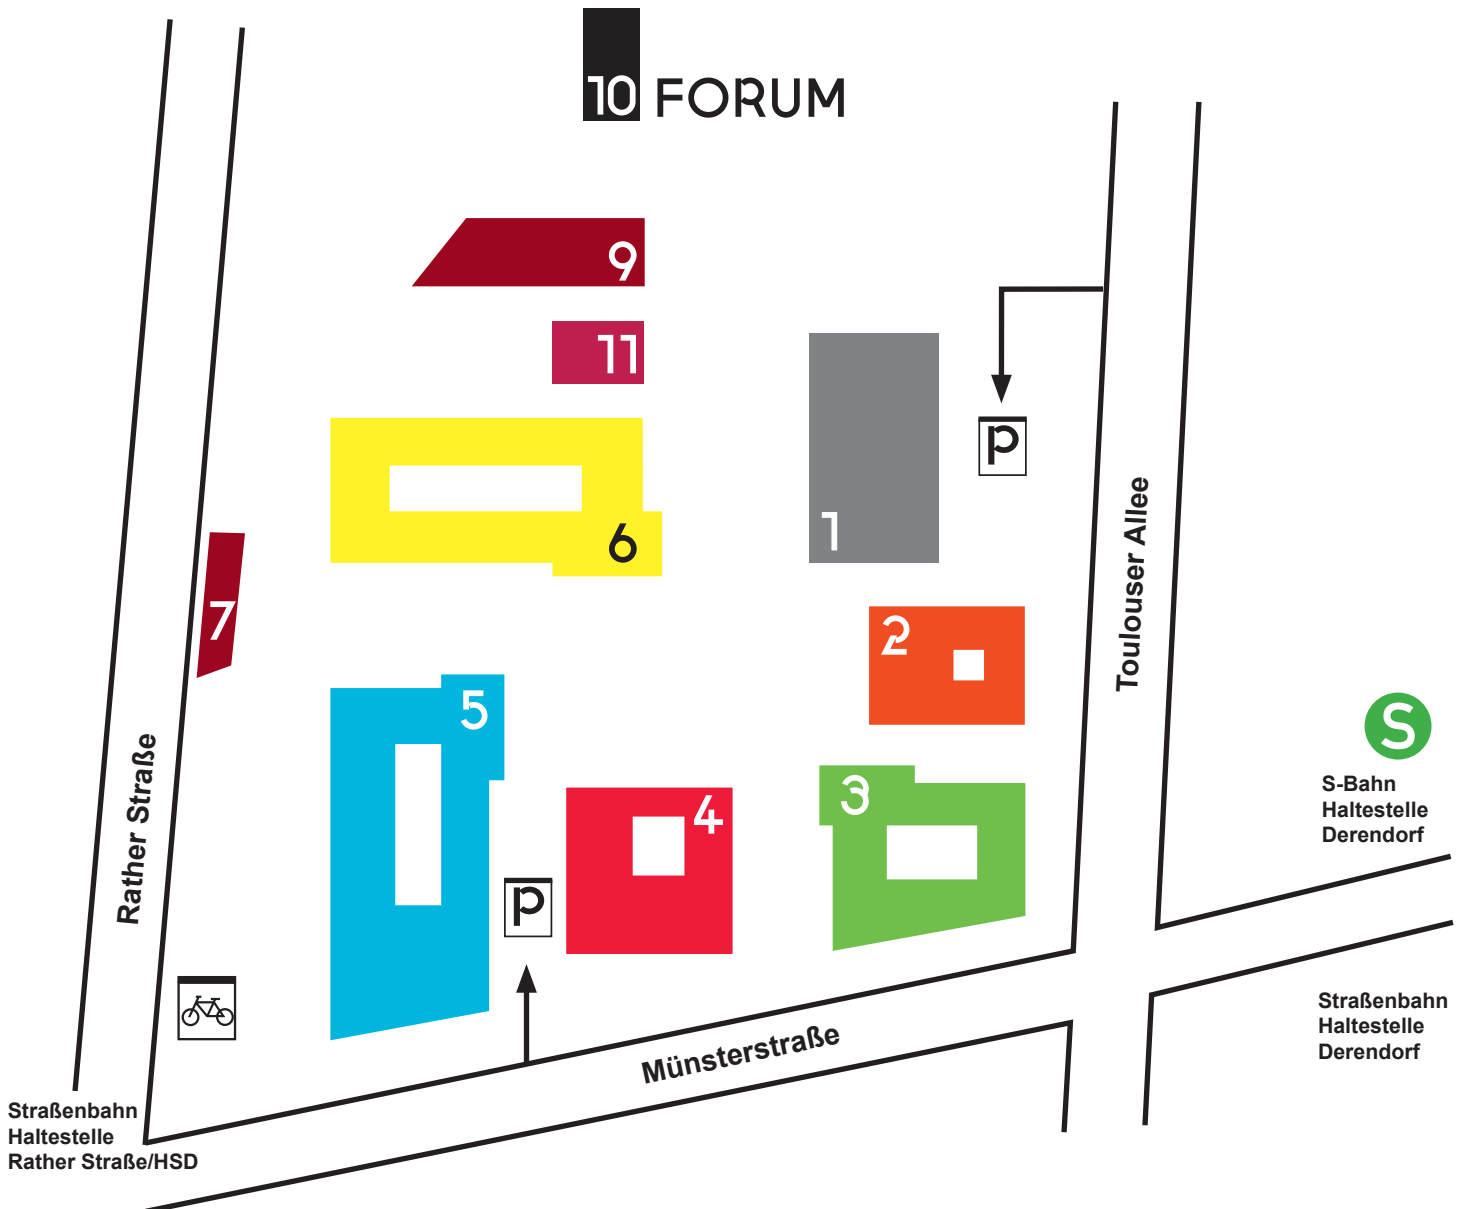 10 FORUM
9
11
P
1
6
7
2
5
3
4
P
S
S-Bahn
Haltestelle
Derendorf
Toulouser Allee
Rather Straße
Münsterstraße
Straßenbahn
Haltestelle
Derendorf
Straßenbahn
Haltestelle
Rather Straße/HSD